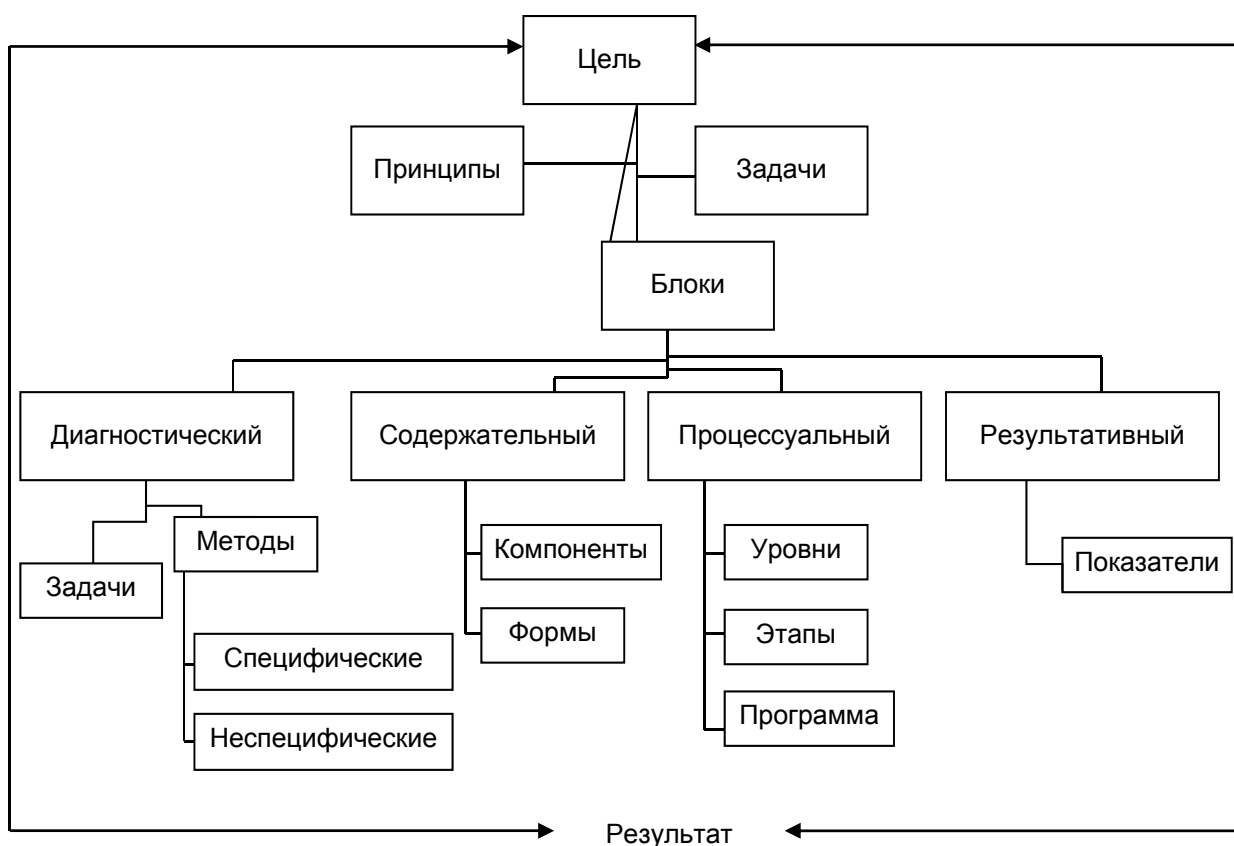 Цель
Принципы
Задачи
Блоки
Диагностический
Содержательный
Процессуальный
Результативный
Методы
Задачи
Компоненты
Уровни
Показатели
Формы
Этапы
Специфические
Программа
Неспецифические
Результат